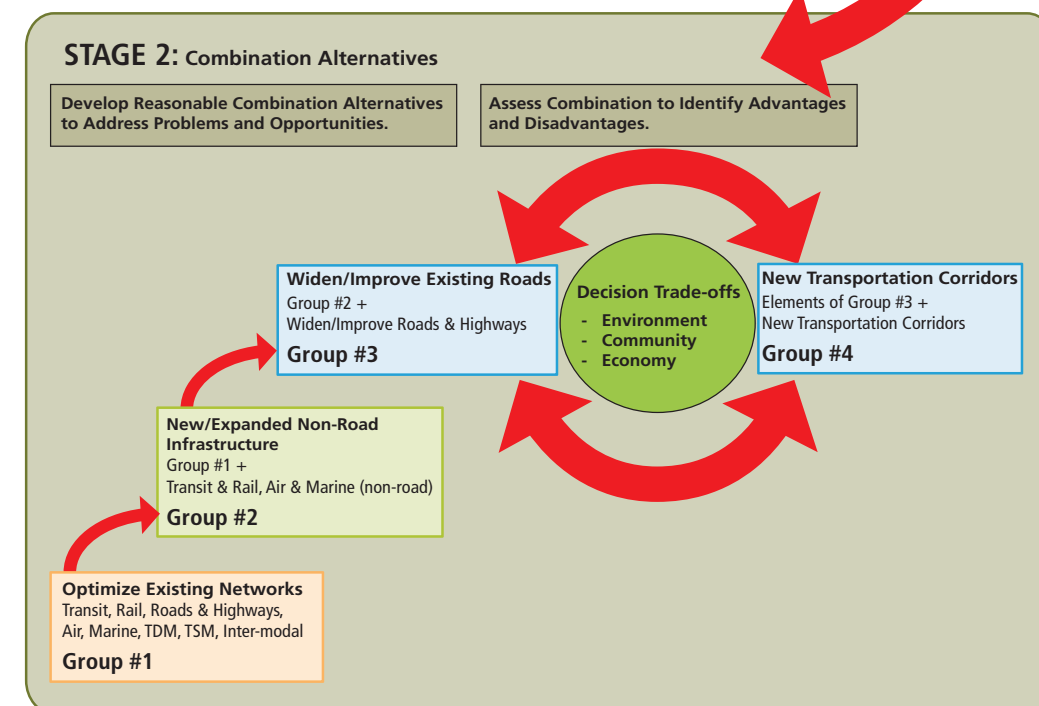 STAGE 2: Combination Alternatives
Develop Reasonable Combination Alternatives
to Address Problems and Opportunities.
Assess Combination to Identify Advantages
and Disadvantages.
Widen/Improve Existing Roads
Group #2 +
Widen/Improve Roads & Highways
Group #3
Decision Trade-offs
- Environment
- Community
- Economy
New Transportation Corridors
Elements of Group #3 +
New Transportation Corridors
Group #4
New/Expanded Non-Road
Infrastructure
Group #1 +
Transit & Rail, Air & Marine (non-road)
Group #2
Optimize Existing Networks
Transit, Rail, Roads & Highways,
Air, Marine, TDM, TSM, Inter-modal
Group #1